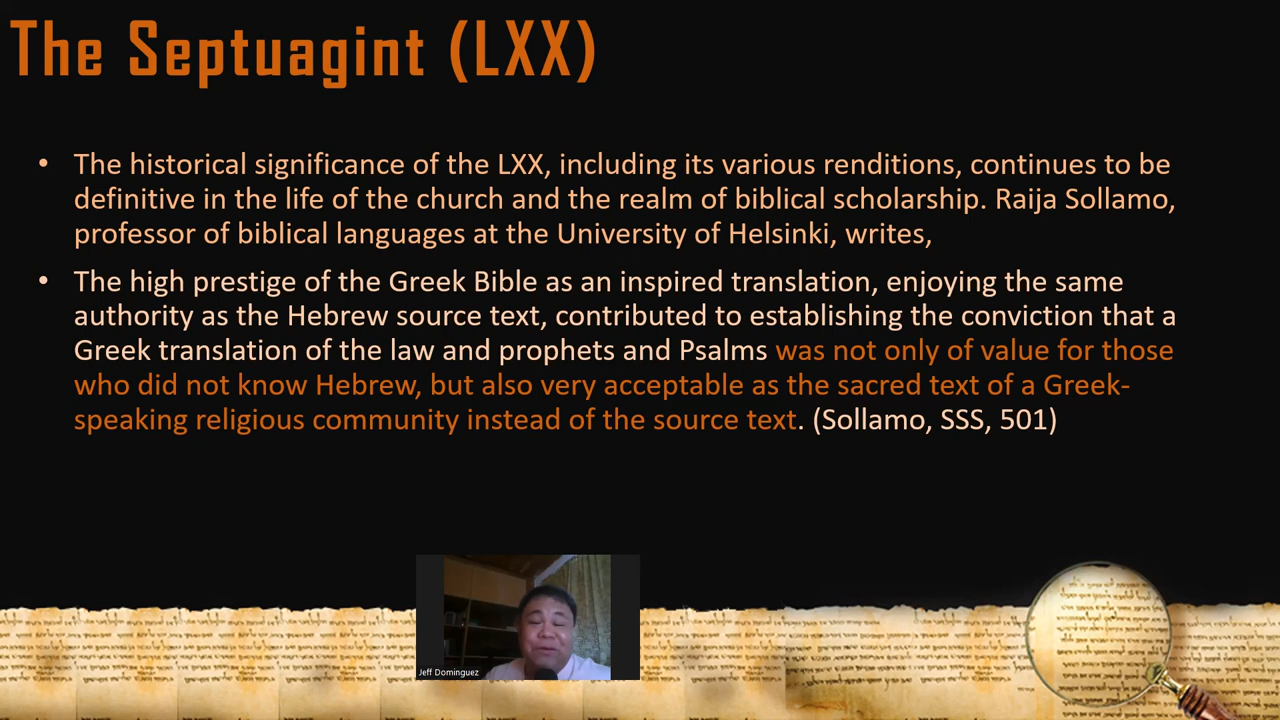 The Septuagint (LXX)
• The historical significance of the LXX, including its various renditions, continues to be
definitive in the life of the church and the realm of biblical scholarship. Raija Sollamo,
professor of biblical languages at the University of Helsinki, writes,
• The high prestige of the Greek Bible as an inspired translation, enjoying the same
authority as the Hebrew source text, contributed to establishing the conviction that a
Greek translation of the law and prophets and Psalms was not only of value for those
who did not know Hebrew, but also very acceptable as the sacred text of a Greek-
speaking religious community instead of the source text. (Sollamo, SSS, 501)
Jeff Dominguez